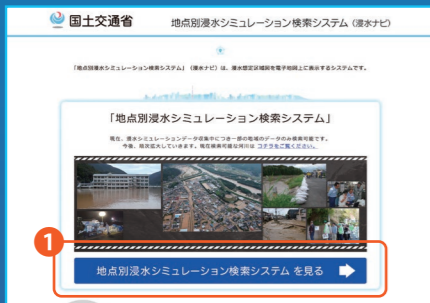 国土交通省 地点別浸水シミュレーション検索システム（浸水ナビ）
「地点別浸水シミュレーション検索システム」（浸水ナビ）は、浸水想定区域図を電子地図上に表示するシステムです。
「地点別浸水シミュレーション検索システム」
現在、浸水シミュレーションデータ収集中につき一部の地域のデータのみ検索可能です。
今後、順次拡大していきます。現在検索可能な河川は コチラをご覧ください。
1
地点別浸水シミュレーション検索システム を見る